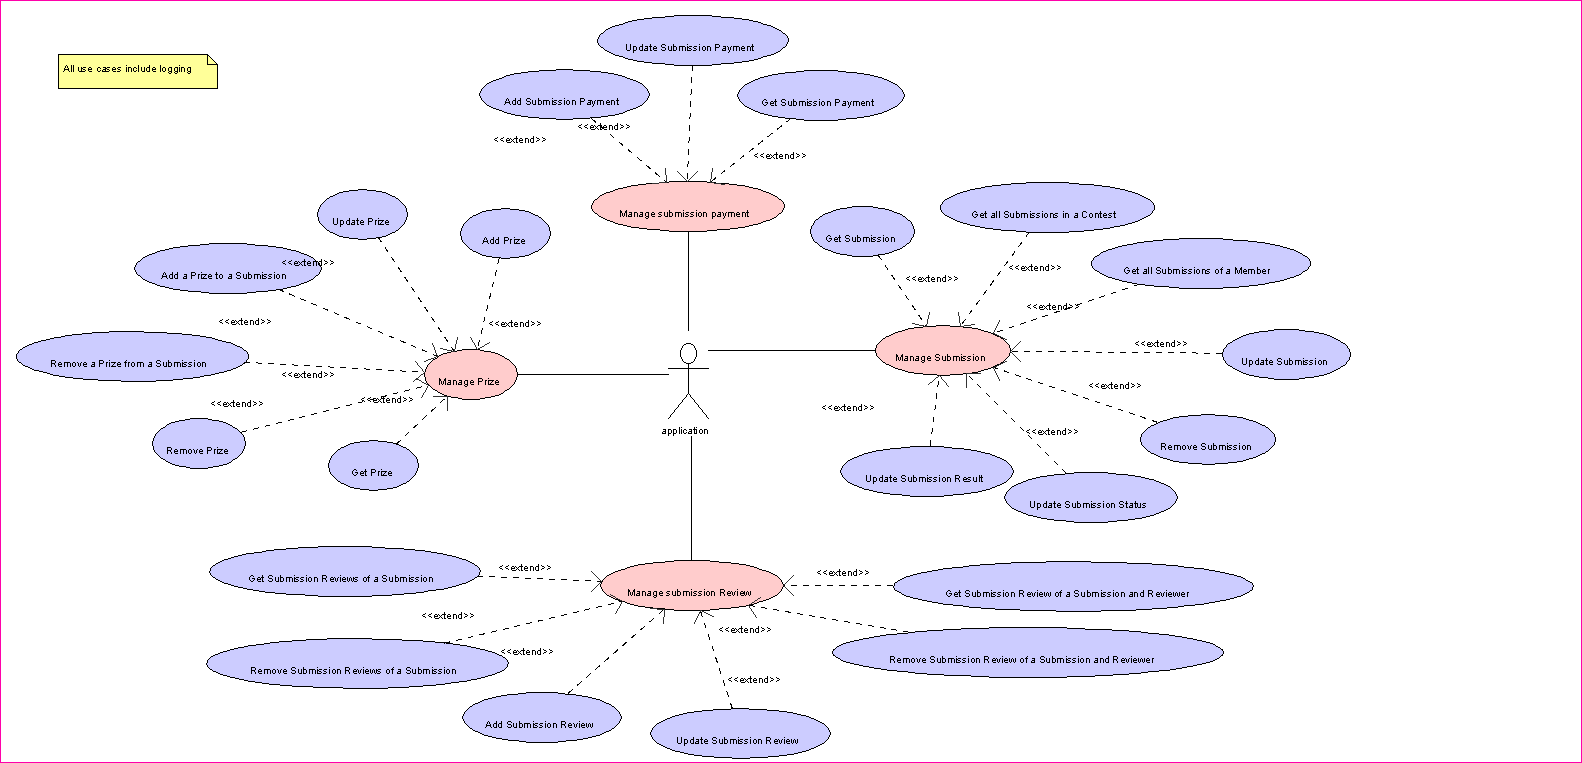 Update Submission Payment
All use cases include logging
Add Submission Payment
Get Submission Payment
<<extend>>
<<extend>>
<<extend>>
Manage submission payment
Get all Submissions in a Contest
Update Prize
Add Prize
Get Submission
<<extend>>
Add a Prize to a Submission
<<extend>>
Get all Submissions of a Member
<<extend>>
<<extend>>
<<extend>>
<<extend>>
<<extend>>
Manage Submission
<<extend>>
Update Submission
Remove a Prize from a Submission
<<extend>>
Manage Prize
<<extend>>
<<extend>>
<<extend>>
<<extend>>
application
<<extend>>
Remove Prize
Remove Submission
Get Prize
Update Submission Result
Update Submission Status
<<extend>>
<<extend>>
Get Submission Reviews of a Submission
Manage submission Review
Get Submission Review of a Submission and Reviewer
<<extend>>
<<extend>>
<<extend>>
Remove Submission Review of a Submission and Reviewer
Remove Submission Reviews of a Submission
<<extend>>
Add Submission Review
Update Submission Review